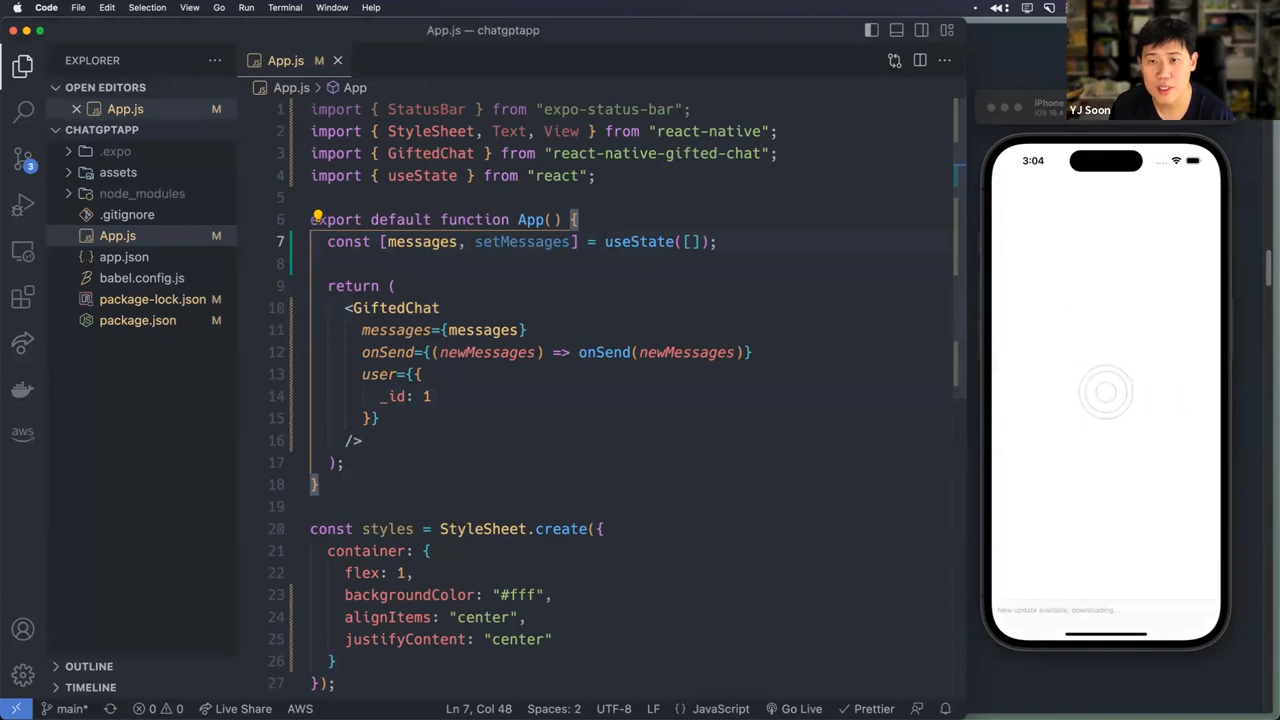 Code File Edit Selection View Go Run Terminal Window Help
App.js — chatgptapp
EXPLORER
OPEN EDITORS
App.js M
CHATGPTAPP
.expo
assets
node_modules
.gitignore
App.js M
app.json
babel.config.js
package-lock.json M
package.json M
OUTLINE
TIMELINE
3
aws
App.js M
App.js > App
1 import { StatusBar } from "expo-status-bar";
2 import { StyleSheet, Text, View } from "react-native";
3 import { GiftedChat } from "react-native-gifted-chat";
4 import { useState } from "react";
5
6 export default function App() {
7 const [messages, setMessages] = useState([]);
8
9 return (
10 <GiftedChat
11 messages={messages}
12 onSend={(newMessages) => onSend(newMessages)}
13 user={{
14 _id: 1
15 }}
16 />
17 );
18 }
19
20 const styles = StyleSheet.create({
21 container: {
22 flex: 1,
23 backgroundColor: "#fff",
24 alignItems: "center",
25 justifyContent: "center"
26 }
27 });
YJ Soon
iPhone
iOS 16.4
3:04
New update available, downloading...
main* 0 0 Live Share AWS Ln 7, Col 48 Spaces: 2 UTF-8 LF {} JavaScript Go Live Prettier